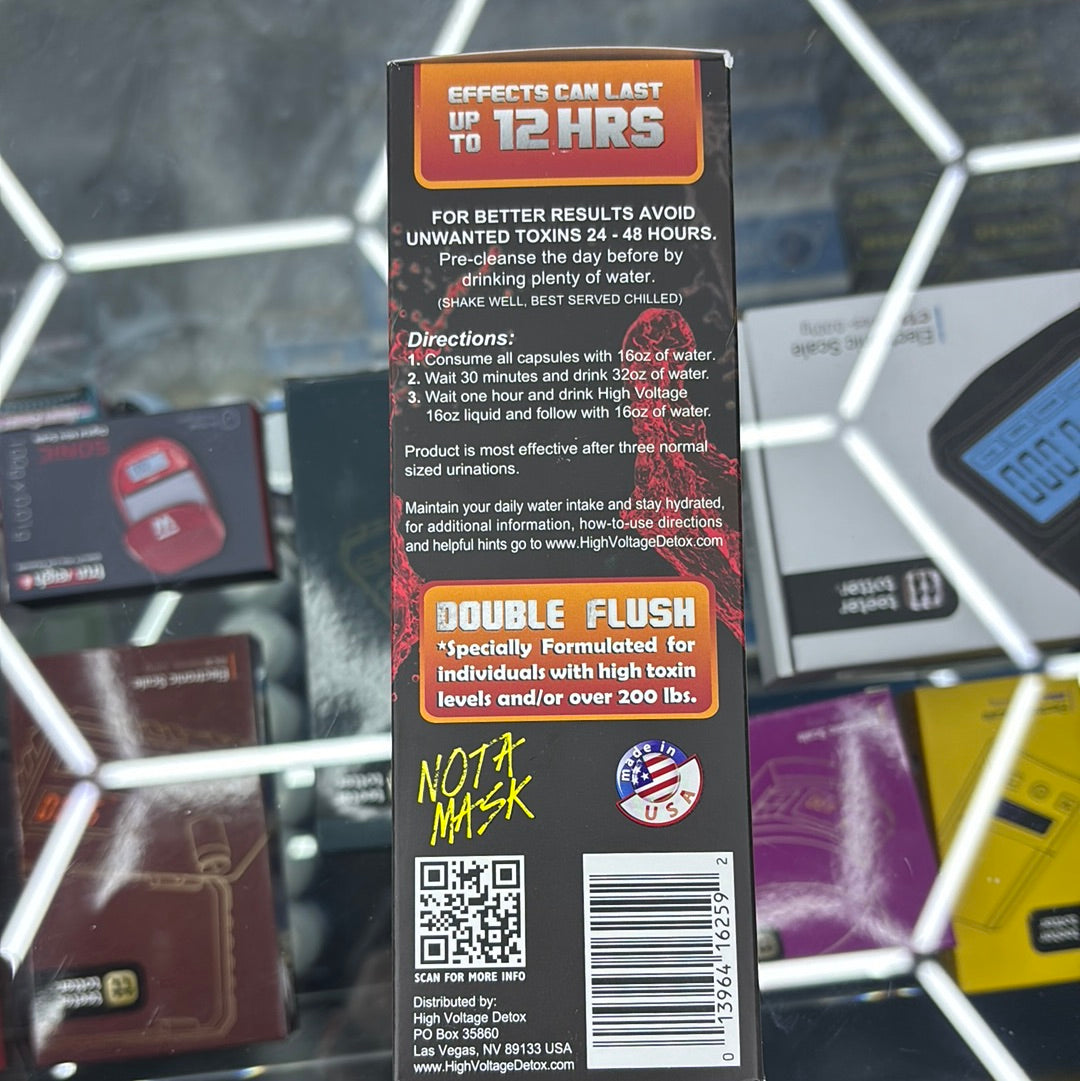 EFFECTS CAN LAST
UP TO 12 HRS
FOR BETTER RESULTS AVOID
UNWANTED TOXINS 24 - 48 HOURS.
Pre-cleanse the day before by
drinking plenty of water.
(SHAKE WELL, BEST SERVED CHILLED)
Directions:
1. Consume all capsules with 16oz of water.
2. Wait 30 minutes and drink 32oz of water.
3. Wait one hour and drink High Voltage
16oz liquid and follow with 16oz of water.
Product is most effective after three normal
sized urinations.
Maintain your daily water intake and stay hydrated,
for additional information, how-to-use directions
and helpful hints go to www.HighVoltageDetox.com
DOUBLE FLUSH
*Specially Formulated for
individuals with high toxin
levels and/or over 200 lbs.
NOT A
MASK
made in
USA
SCAN FOR MORE INFO
Distributed by:
High Voltage Detox
PO Box 35860
Las Vegas, NV 89133 USA
www.HighVoltageDetox.com
0 13964 16259 2
Electronic Scale
teeter
totter
SONIC
Electronic Scale